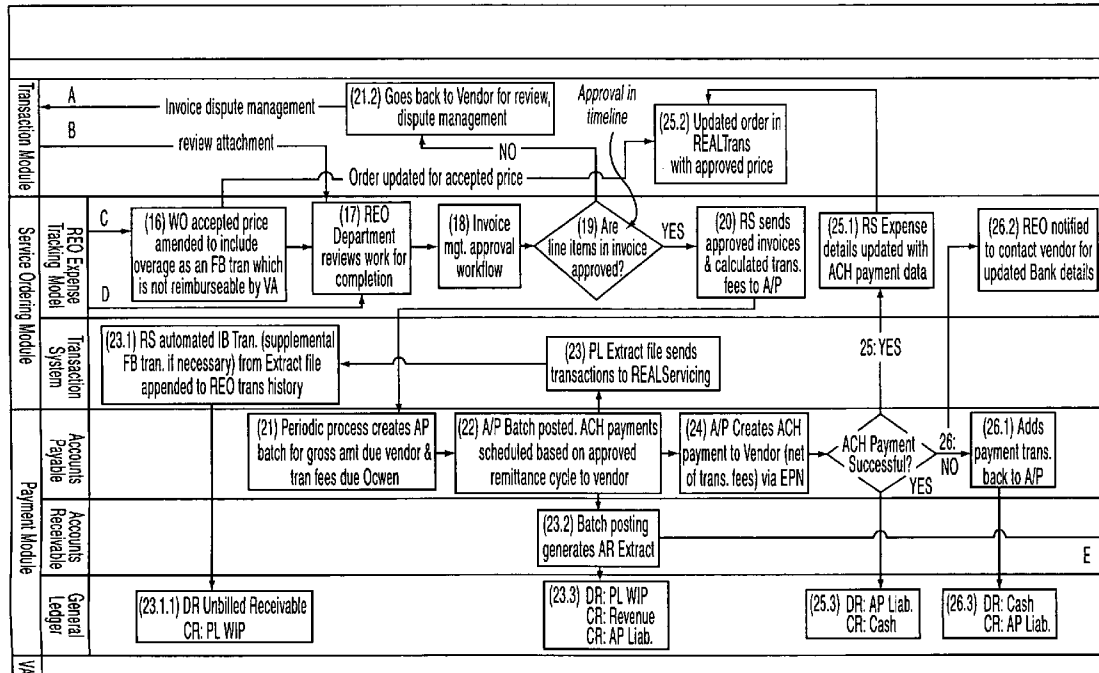 Transaction Module
A
Invoice dispute management
B
review attachment
(21.2) Goes back to Vendor for review,
dispute management
Approval in
timeline
NO
(25.2) Updated order in
REALTrans
with approved price
Order updated for accepted price
Service Ordering Module
REO Expense
Tracking Model
C
D
(16) WO accepted price
amended to include
overage as an FB tran which
is not reimburseable by VA
(17) REO
Department
reviews work for
completion
(18) Invoice
mgt. approval
workflow
(19) Are
line items in invoice
approved?
YES
(20) RS sends
approved invoices
& calculated trans.
fees to A/P
(25.1) RS Expense
details updated with
ACH payment data
(26.2) REO notified
to contact vendor for
updated Bank details
Transaction
System
(23.1) RS automated IB Tran. (supplemental
FB tran. if necessary) from Extract file
appended to REO trans history
(23) PL Extract file sends
transactions to REALServicing
25: YES
Payment Module
Accounts
Payable
(21) Periodic process creates AP
batch for gross amt due vendor &
tran fees due Ocwen
(22) A/P Batch posted. ACH payments
scheduled based on approved
remittance cycle to vendor
(24) A/P Creates ACH
payment to Vendor (net
of trans. fees) via EPN
ACH Payment
Successful?
YES
26:
NO
(26.1) Adds
payment trans.
back to A/P
Accounts
Receivable
(23.2) Batch posting
generates AR Extract
E
General
Ledger
(23.1.1) DR Unbilled Receivable
CR: PL WIP
(23.3) DR: PL WIP
CR: Revenue
CR: AP Liab.
(25.3) DR: AP Liab.
CR: Cash
(26.3) DR: Cash
CR: AP Liab.
VA